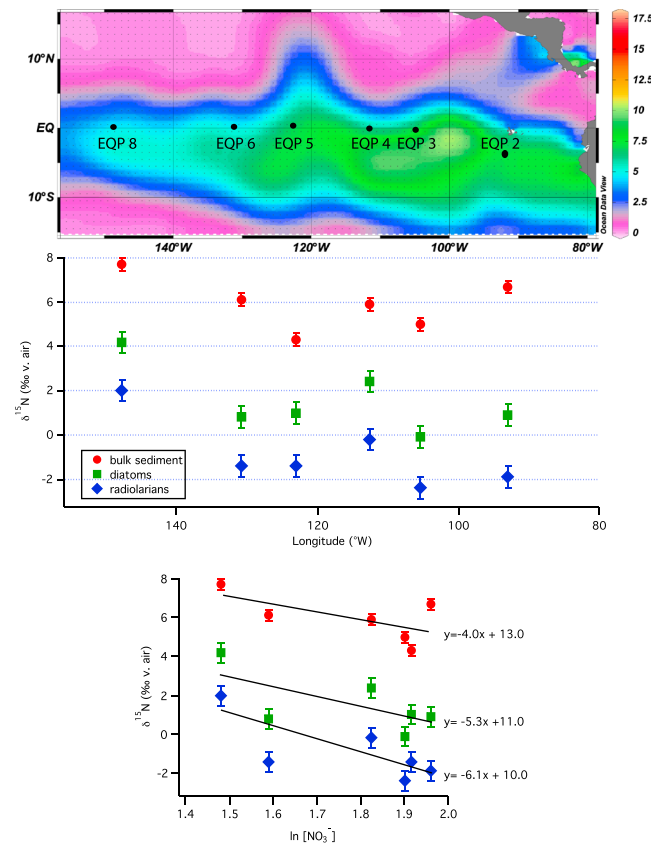 10°N
EQ
10°S
EQP 8
EQP 6
EQP 5
EQP 4
EQP 3
EQP 2
140°W
120°W
100°W
80°W
17.5
15
12.5
10
7.5
5
2.5
0
Ocean Data View
8
6
4
2
0
-2
δ¹⁵N (‰ v. air)
bulk sediment
diatoms
radiolarians
140
120
100
80
Longitude (°W)
8
6
4
2
0
-2
δ¹⁵N (‰ v. air)
y=-4.0x + 13.0
y= -5.3x +11.0
y= -6.1x + 10.0
1.4
1.5
1.6
1.7
1.8
1.9
2.0
ln [NO₃⁻]